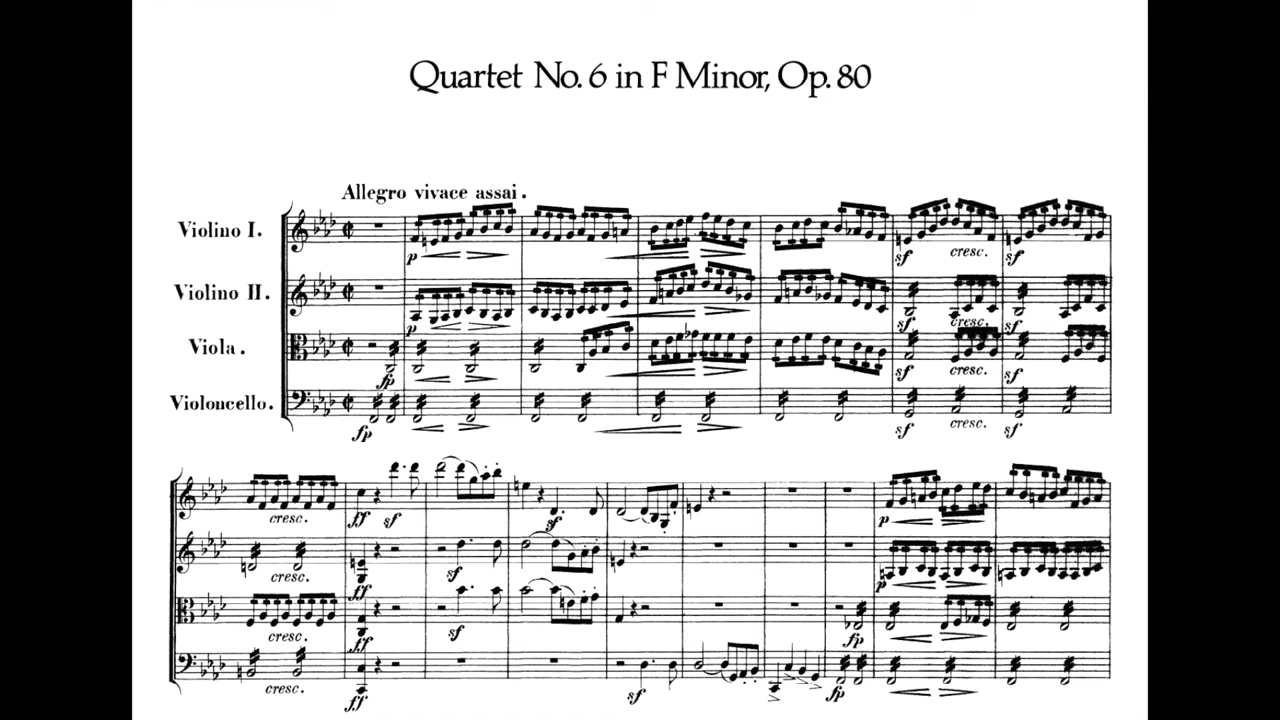 Quartet No. 6 in F Minor, Op. 80
Allegro vivace assai.
Violino I.
p
sf cresc. sf
Violino II.
p
sf cresc. sf
Viola.
fp
sf cresc. sf
Violoncello.
fp
sf cresc. sf
cresc. ff sf sf p
cresc. ff sf p
cresc. ff sf fp
cresc. ff sf fp